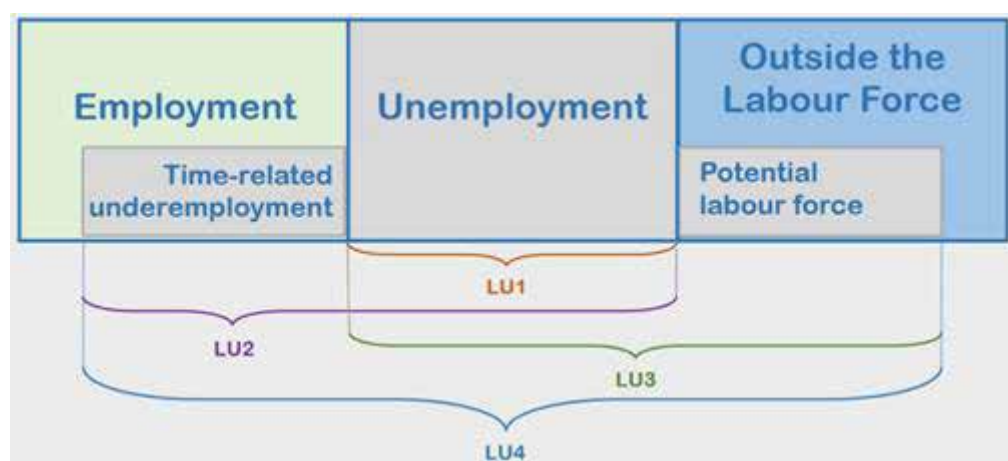 Employment
Unemployment
Outside the
Labour Force
Time-related
underemployment
Potential
labour force
LU1
LU2
LU3
LU4